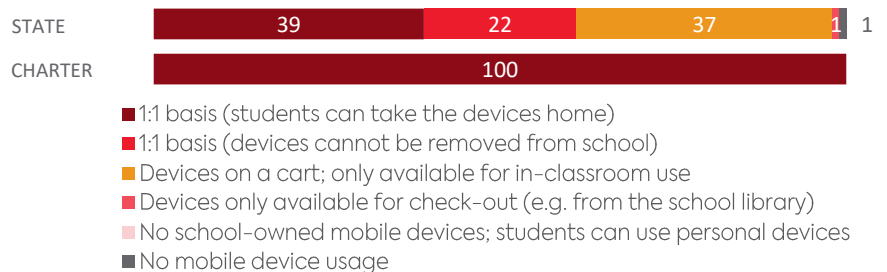 STATE 39 22 37 1 1
CHARTER 100
1:1 basis (students can take the devices home)
1:1 basis (devices cannot be removed from school)
Devices on a cart; only available for in-classroom use
Devices only available for check-out (e.g. from the school library)
No school-owned mobile devices; students can use personal devices
No mobile device usage